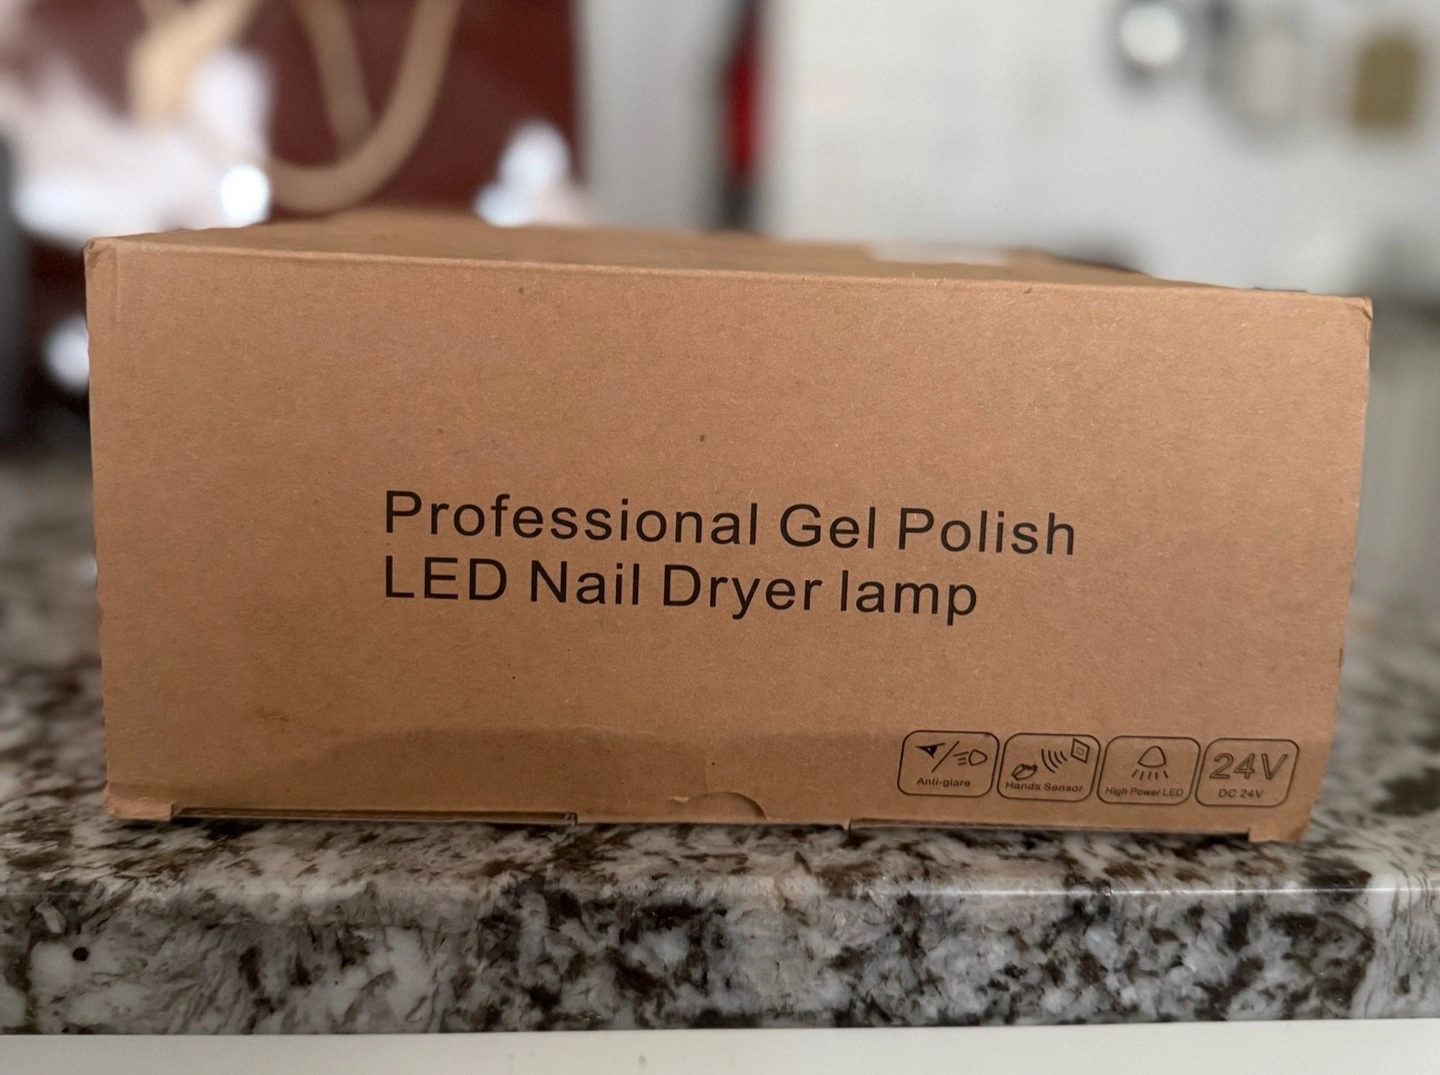 Professional Gel Polish
LED Nail Dryer lamp
Anti-glare
Hands Sensor
High Power LED
24V
DC 24V